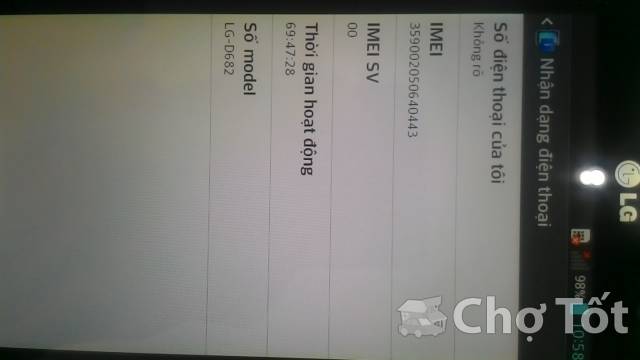 LG
98% 10:58
< Nhận dạng điện thoại
Số điện thoại của tôi
Không rõ
IMEI
359002050640443
IMEI SV
00
Thời gian hoạt động
69:47:28
Số model
LG-D682
Chợ Tốt